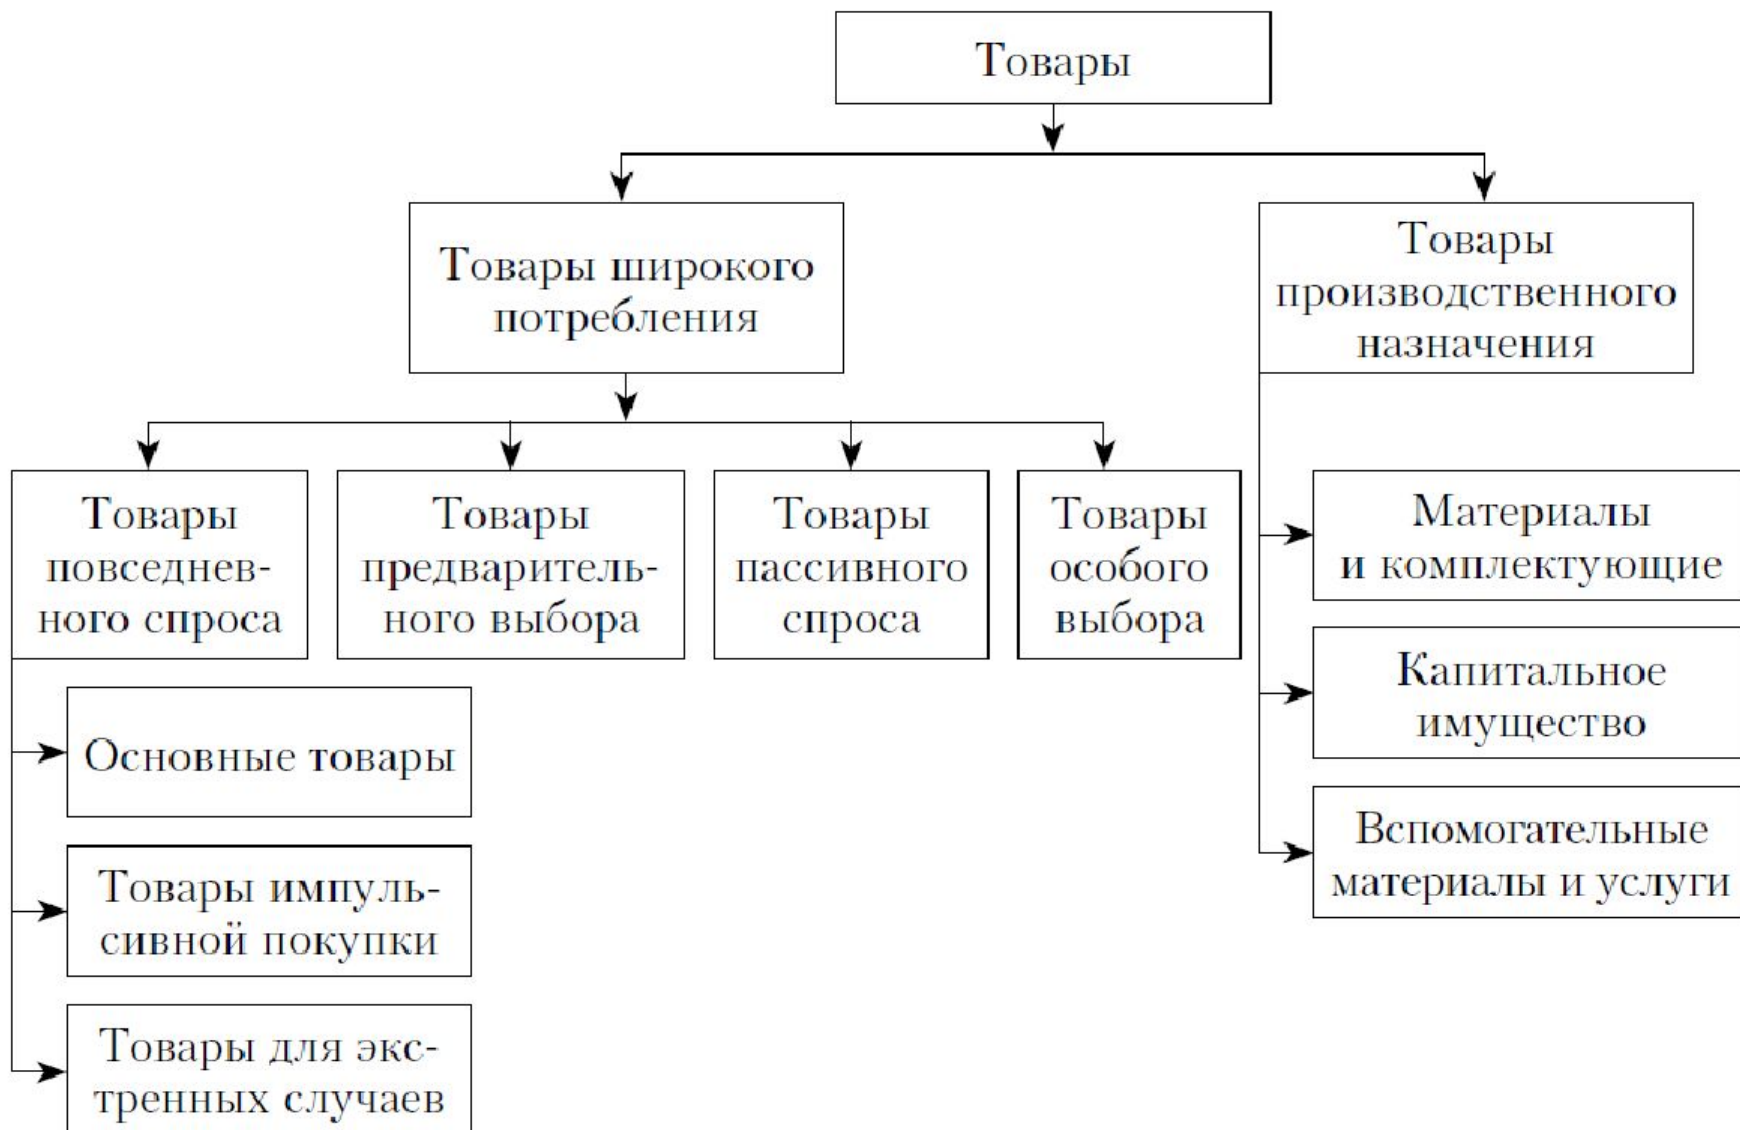 Товары
Товары широкого
потребления
Товары
производственного
назначения
Товары
повседнев-
ного спроса
Товары
предваритель-
ного выбора
Товары
пассивного
спроса
Товары
особого
выбора
Материалы
и комплектующие
Капитальное
имущество
Вспомогательные
материалы и услуги
Основные товары
Товары импуль-
сивной покупки
Товары для экс-
тренных случаев